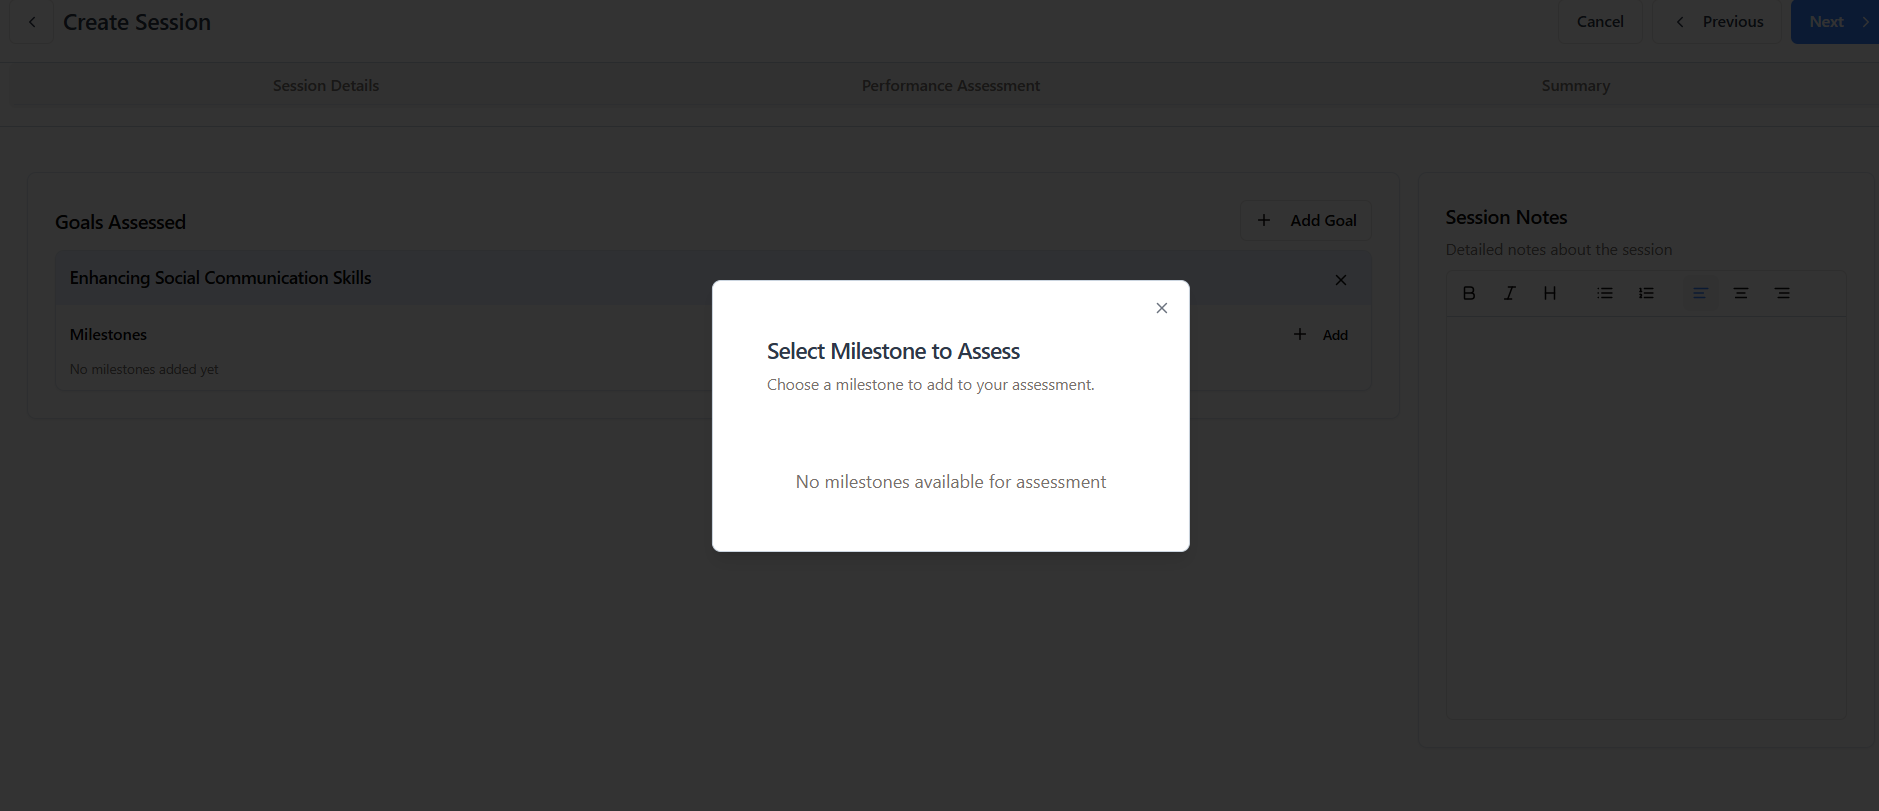 Create Session
Cancel
Previous
Next
Session Details
Performance Assessment
Summary
Goals Assessed
Add Goal
Enhancing Social Communication Skills
Milestones
Add
No milestones added yet
Select Milestone to Assess
Choose a milestone to add to your assessment.
No milestones available for assessment
Session Notes
Detailed notes about the session
B I H